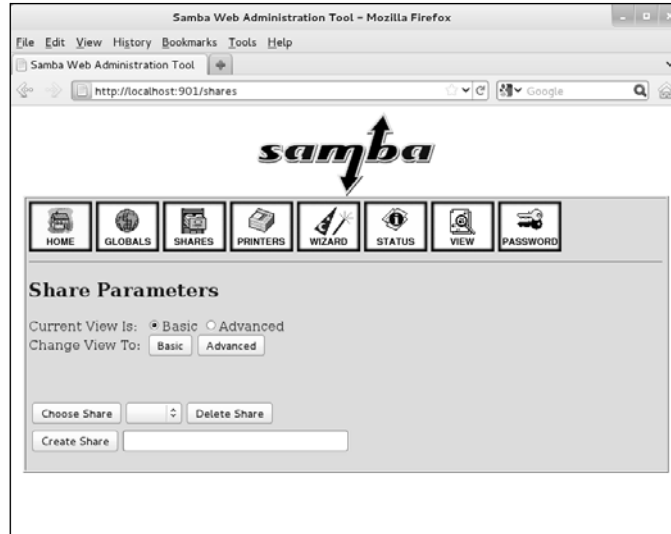 Samba Web Administration Tool - Mozilla Firefox
File Edit View History Bookmarks Tools Help
Samba Web Administration Tool
http://localhost:901/shares
Google
samba
HOME GLOBALS SHARES PRINTERS WIZARD STATUS VIEW PASSWORD
Share Parameters
Current View Is: Basic Advanced
Change View To: Basic Advanced
Choose Share Delete Share
Create Share